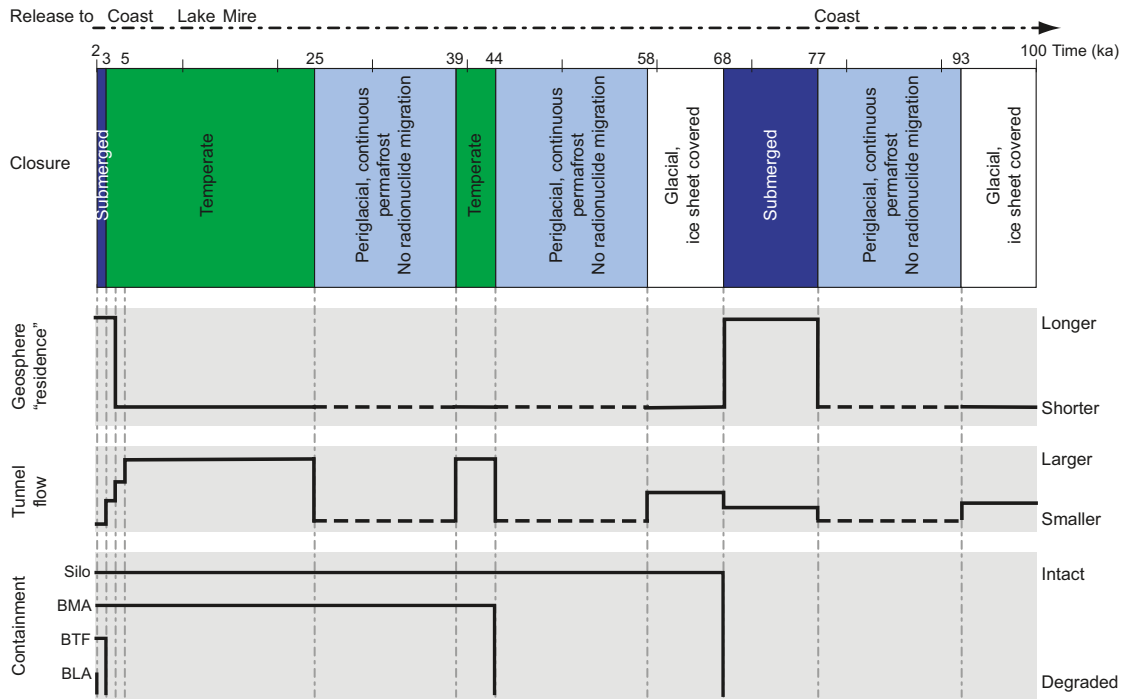 Release to Coast Lake Mire Coast
2 3 5 25 39 44 58 68 77 93 100 Time (ka)
Closure
Submerged
Temperate
Periglacial, continuous
permafrost
No radionuclide migration
Temperate
Periglacial, continuous
permafrost
No radionuclide migration
Glacial,
ice sheet covered
Submerged
Periglacial, continuous
permafrost
No radionuclide migration
Glacial,
ice sheet covered
Geosphere
“residence”
Longer
Shorter
Tunnel
flow
Larger
Smaller
Containment
Silo
BMA
BTF
BLA
Intact
Degraded